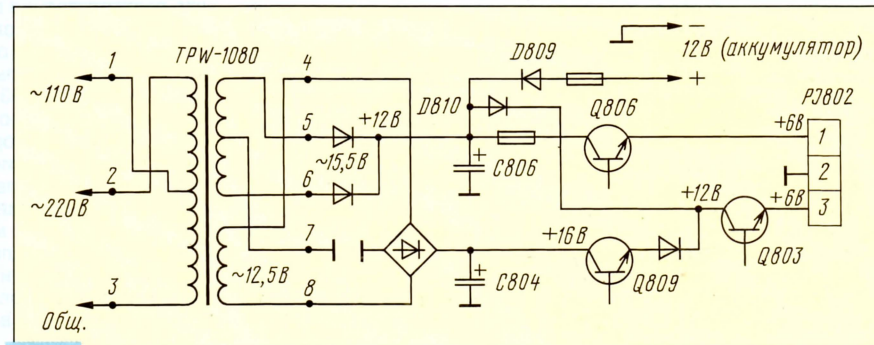 TPW-1080
1
~110В
2
~220В
3
Общ.
4
5
+12В
~15,5В
6
7
~12,5В
8
D809
D810
−
12В (аккумулятор)
+
Q806
PJ802
+6В
1
2
+6В
3
+
C806
+12В
+16В
+
C804
Q809
Q803